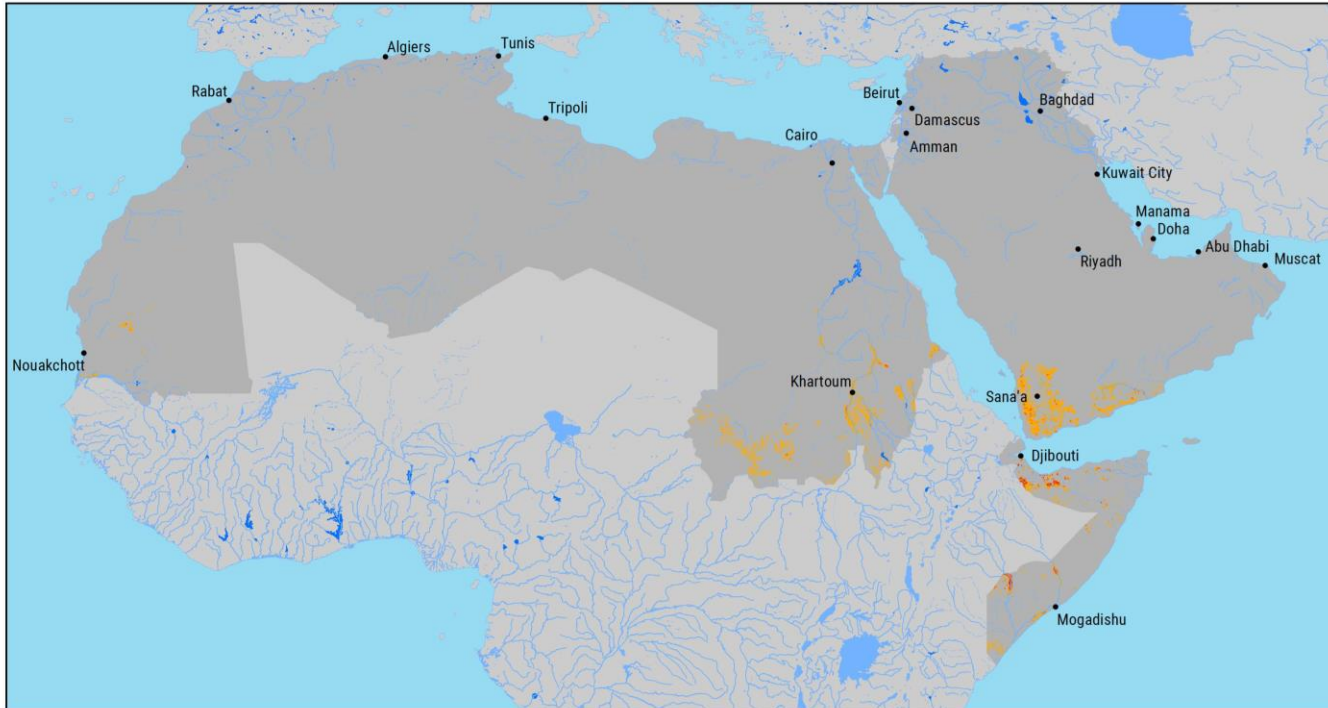 Algiers
Tunis
Rabat
Tripoli
Beirut
Damascus
Baghdad
Cairo
Amman
Kuwait City
Manama
Doha
Riyadh
Abu Dhabi
Muscat
Nouakchott
Khartoum
Sana'a
Djibouti
Mogadishu